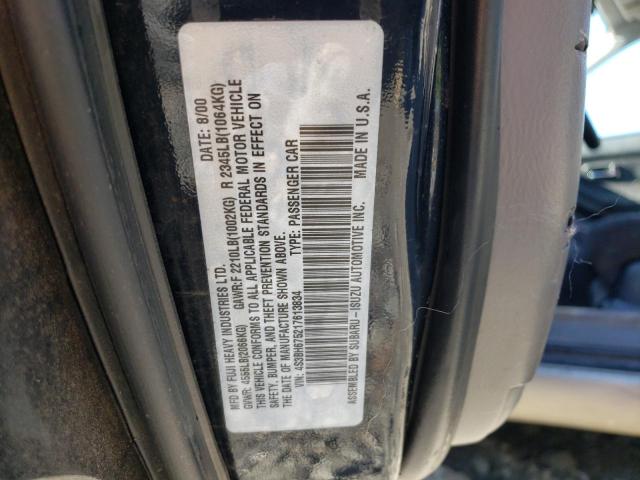 MFD BY FUJI HEAVY INDUSTRIES LTD. DATE: 8/00
GVWR: 4555LB(2066KG) GAWR:F 2210LB(1002KG) R 2345LB(1064KG)
THIS VEHICLE CONFORMS TO ALL APPLICABLE FEDERAL MOTOR VEHICLE
SAFETY, BUMPER, AND THEFT PREVENTION STANDARDS IN EFFECT ON
THE DATE OF MANUFACTURE SHOWN ABOVE.
VIN: 4S3BH675217613834 TYPE: PASSENGER CAR
ASSEMBLED BY SUBARU-ISUZU AUTOMOTIVE INC. MADE IN U.S.A.